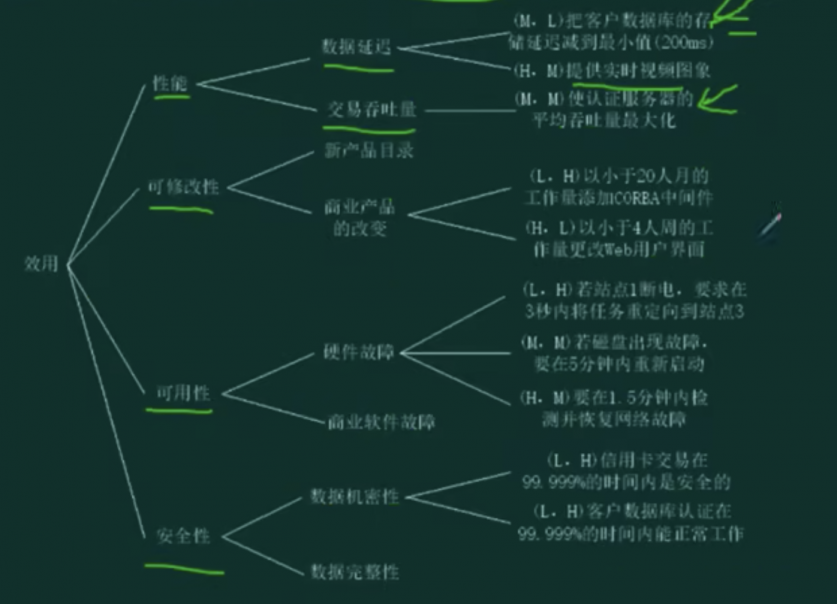 (M，L)把客户数据库的存
储延迟减到最小值(200ms)
数据延迟
(H，M)提供实时视频图象
性能
(M，M)使认证服务器的
平均吞吐量最大化
交易吞吐量
新产品目录
可修改性
(L，H)以小于20人月的
工作量添加CORBA中间件
商业产品
的改变
(H，L)以小于4人周的工
作量更改Web用户界面
效用
(L，H)若站点1断电，要求在
3秒内将任务重定向到站点3
硬件故障
(M，M)若磁盘出现故障，
要在5分钟内重新启动
可用性
(H，M)要在1.5分钟内检
测并恢复网络故障
商业软件故障
(L，H)信用卡交易在
99.999%的时间内是安全的
数据机密性
(L，H)客户数据库认证在
99.999%的时间内能正常工作
安全性
数据完整性